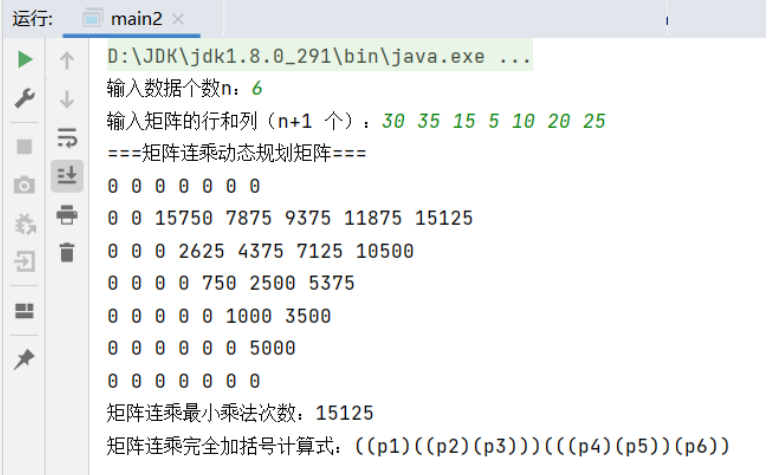 运行: main2
D:\JDK\jdk1.8.0_291\bin\java.exe ...
输入数据个数n：6
输入矩阵的行和列（n+1 个）：30 35 15 5 10 20 25
===矩阵连乘动态规划矩阵===
0 0 0 0 0 0 0
0 0 15750 7875 9375 11875 15125
0 0 0 2625 4375 7125 10500
0 0 0 0 750 2500 5375
0 0 0 0 0 1000 3500
0 0 0 0 0 0 5000
0 0 0 0 0 0 0
矩阵连乘最小乘法次数：15125
矩阵连乘完全加括号计算式：((p1)((p2)(p3)))(((p4)(p5))(p6))